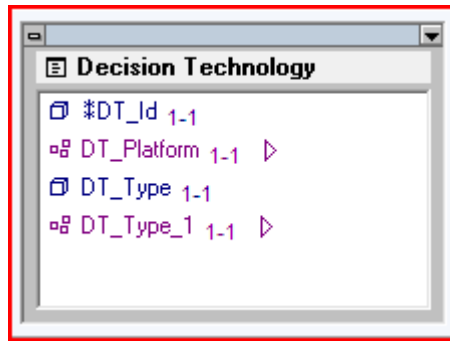 Decision Technology
‡DT_Id 1-1
DT_Platform 1-1
DT_Type 1-1
DT_Type_1 1-1